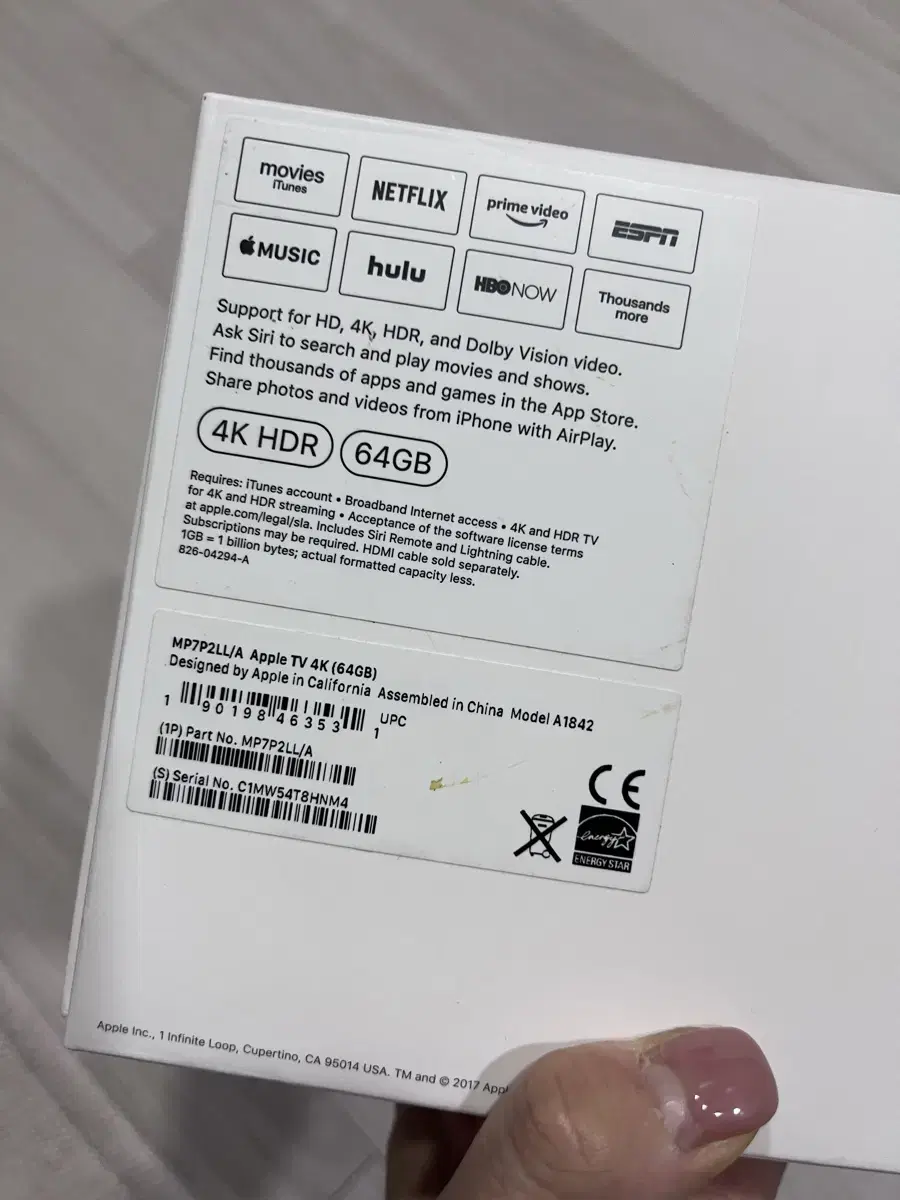 movies
iTunes
NETFLIX
prime video
ESPN
MUSIC
hulu
HBO NOW
Thousands
more
Support for HD, 4K, HDR, and Dolby Vision video.
Ask Siri to search and play movies and shows.
Find thousands of apps and games in the App Store.
Share photos and videos from iPhone with AirPlay.
4K HDR
64GB
Requires: iTunes account • Broadband Internet access • 4K and HDR TV
for 4K and HDR streaming • Acceptance of the software license terms
at apple.com/legal/sla. Includes Siri Remote and Lightning cable.
Subscriptions may be required. HDMI cable sold separately.
1GB = 1 billion bytes; actual formatted capacity less.
826-04294-A
MP7P2LL/A Apple TV 4K (64GB)
Designed by Apple in California Assembled in China Model A1842
1 90198 46353 1
UPC
(1P) Part No. MP7P2LL/A
(S) Serial No. C1MW54T8HNM4
CE
energy
ENERGY STAR
Apple Inc., 1 Infinite Loop, Cupertino, CA 95014 USA. TM and © 2017 Appl